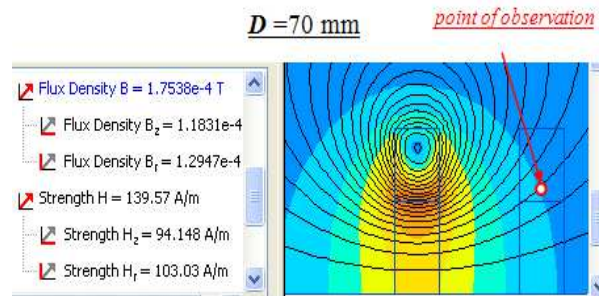 D =70 mm
point of observation
Flux Density B = 1.7538e-4 T
Flux Density Bz = 1.1831e-4
Flux Density Br = 1.2947e-4
Strength H = 139.57 A/m
Strength Hz = 94.148 A/m
Strength Hr = 103.03 A/m